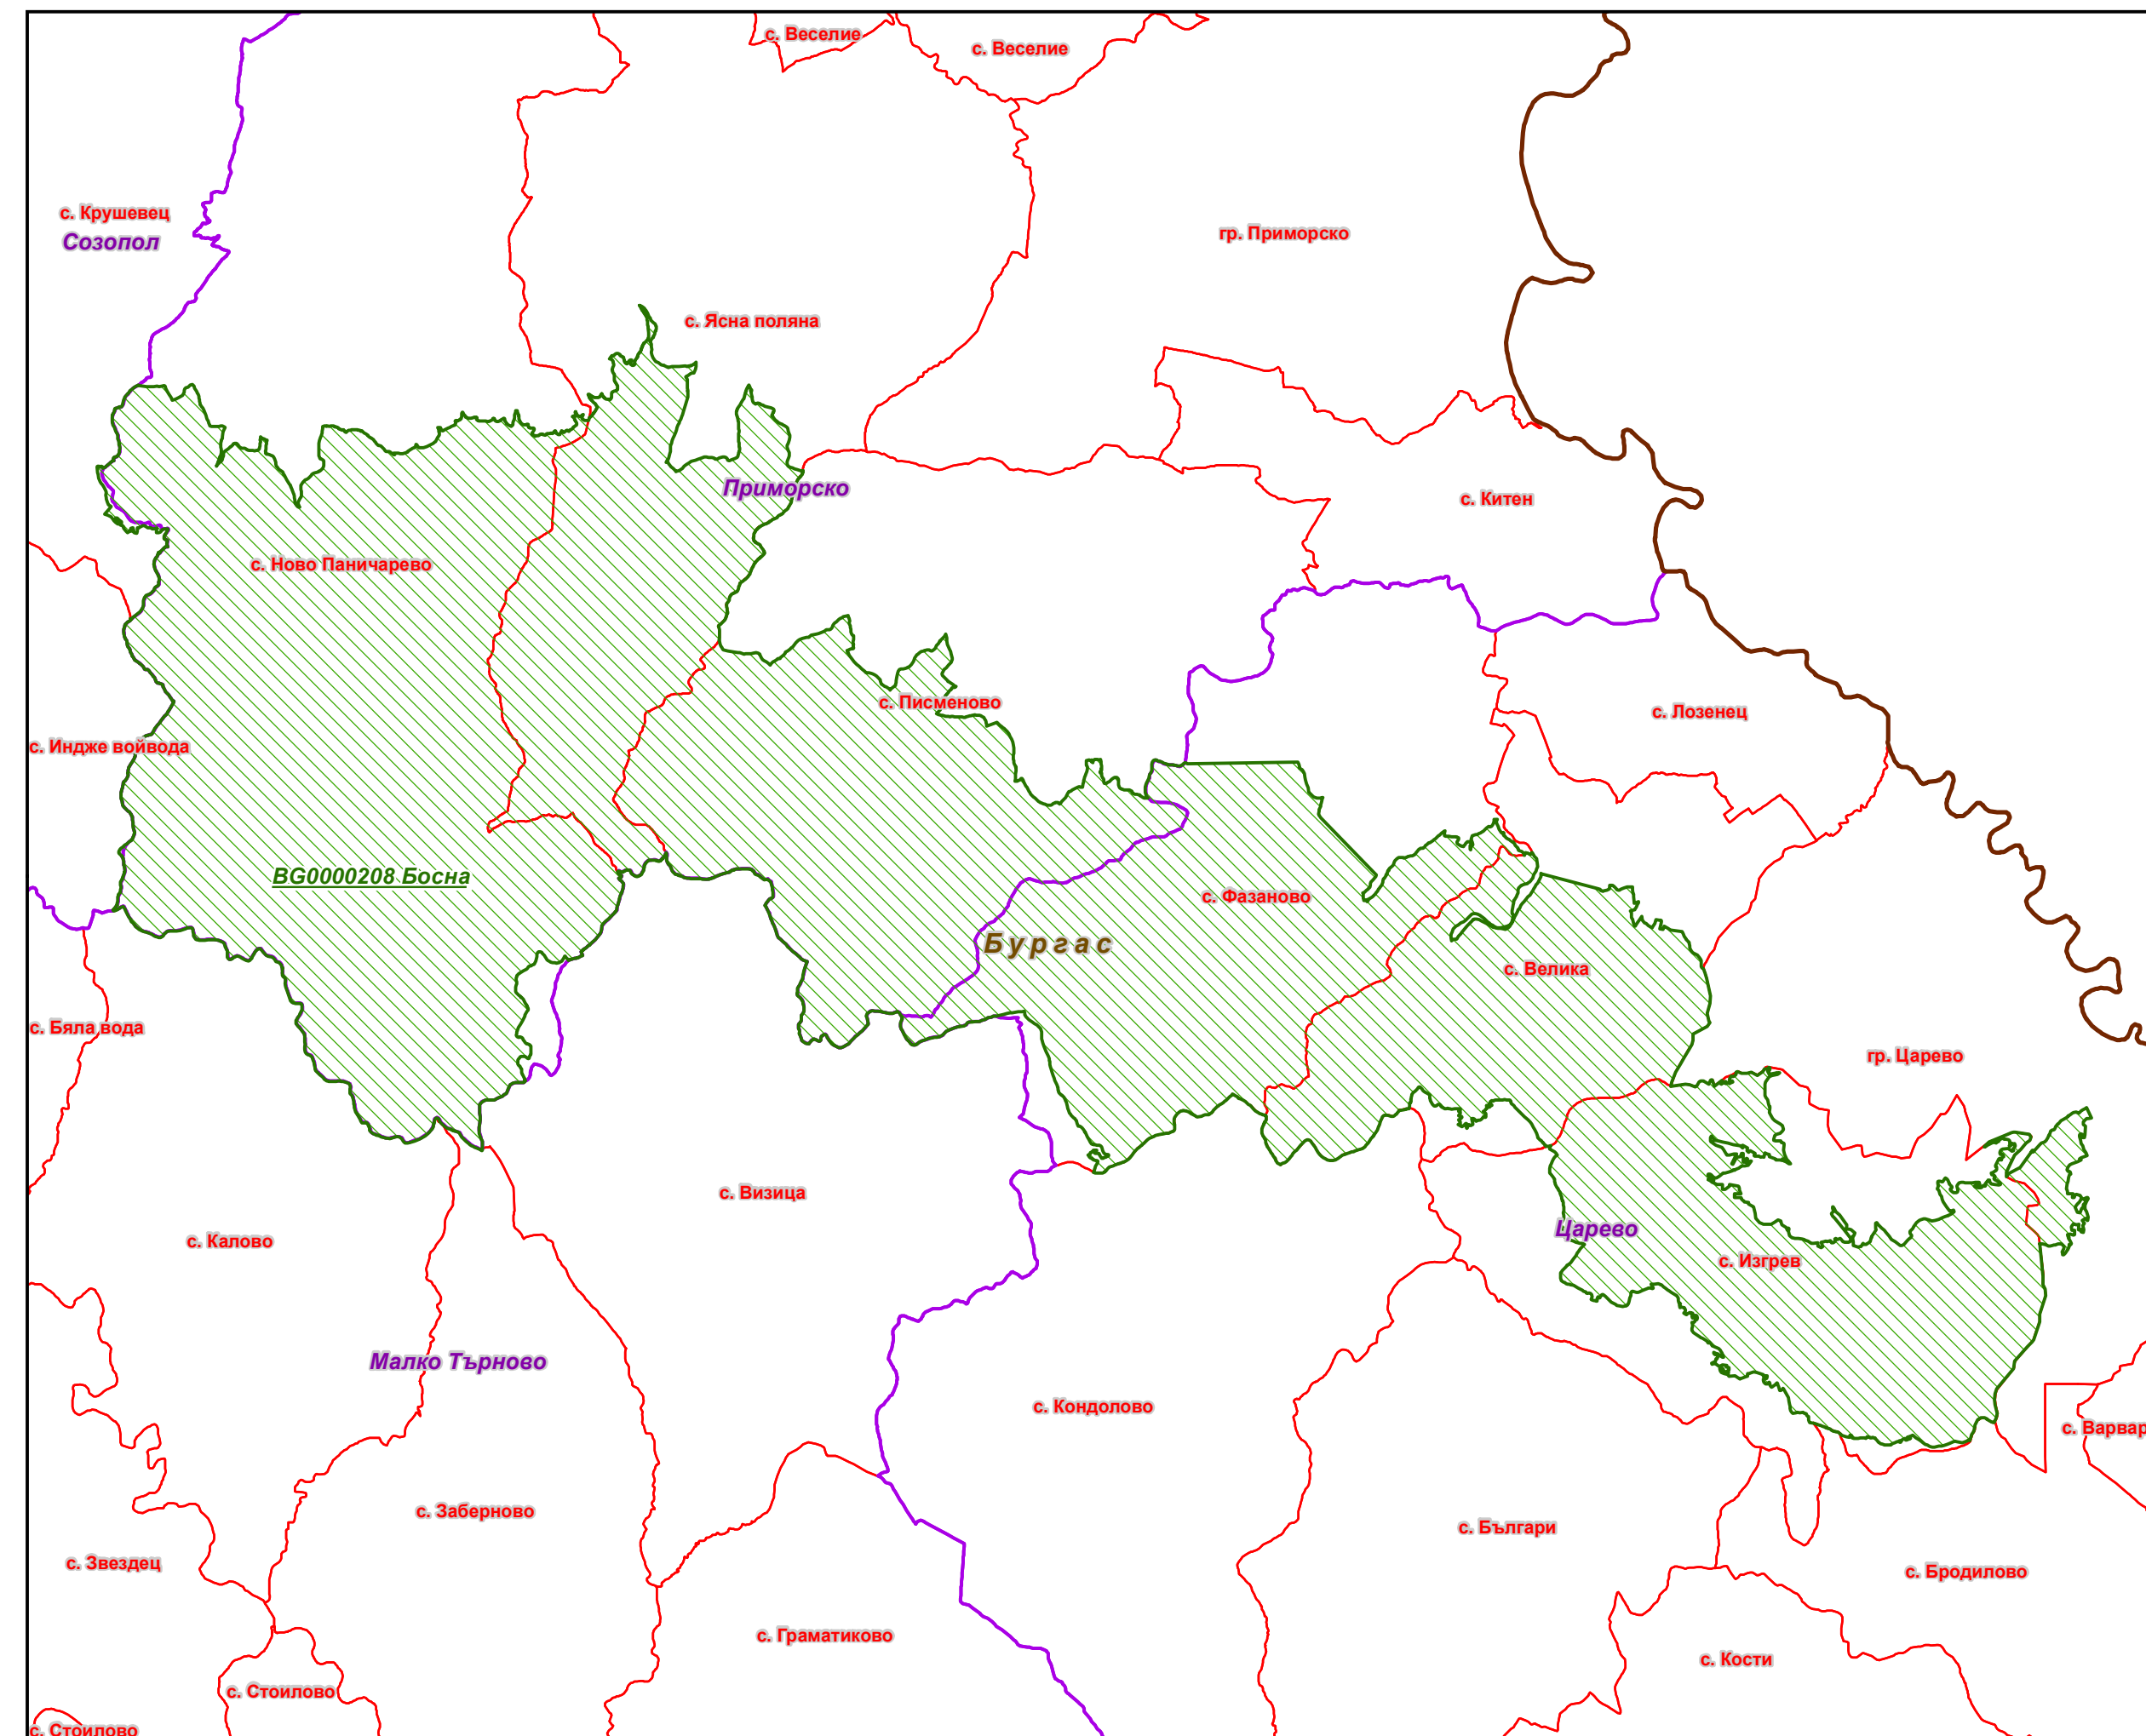 с. Веселие
с. Веселие
с. Крушевец
Созопол
гр. Приморско
с. Ясна поляна
Приморско
с. Китен
с. Ново Паничарево
с. Писменово
с. Лозенец
с. Индже войвода
BG0000208 Босна
с. Фазаново
Бургас
с. Велика
с. Бяла вода
гр. Царево
с. Визица
Царево
с. Калово
с. Изгрев
Малко Търново
с. Кондолово
с. Варвар
с. Заберново
с. Българи
с. Звездец
с. Бродилово
с. Граматиково
с. Кости
с. Стоилово
с. Стоилово